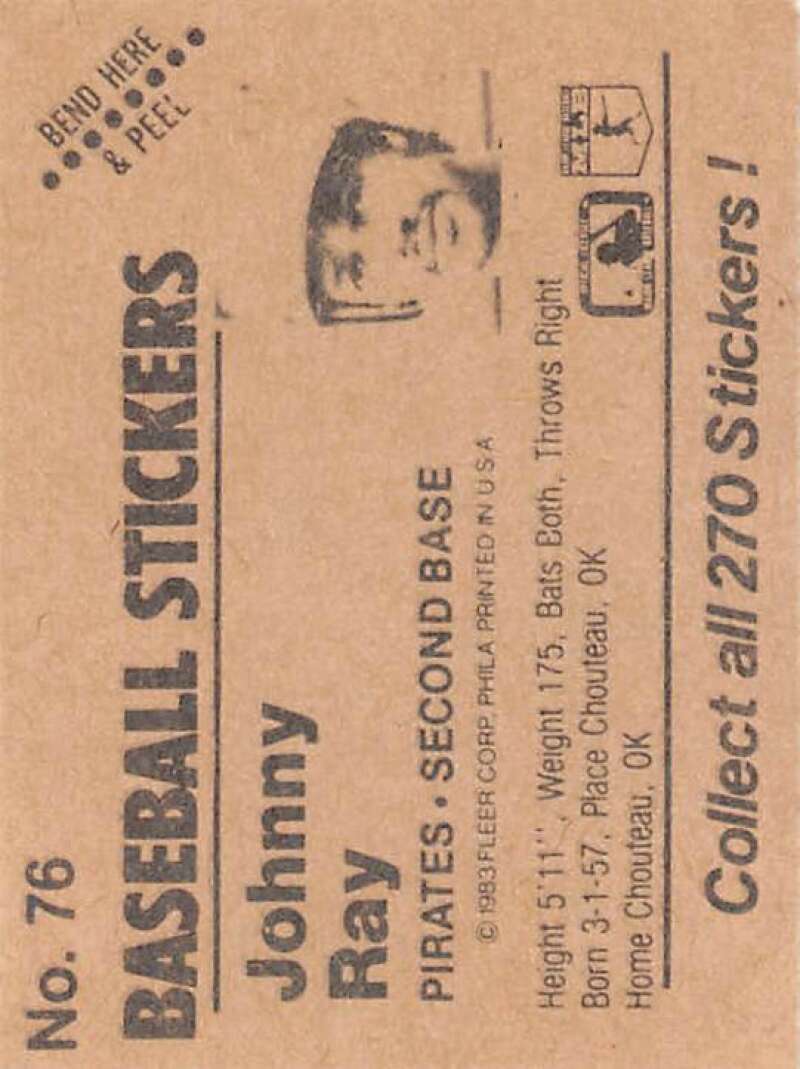 No. 76
BEND HERE
& PEEL
BASEBALL STICKERS
Johnny
Ray
PIRATES • SECOND BASE
© 1983 FLEER CORP. PHILA PRINTED IN U S A
Height 5'11", Weight 175, Bats Both, Throws Right
Born 3-1-57, Place Chouteau, OK
Home Chouteau, OK
Collect all 270 Stickers!